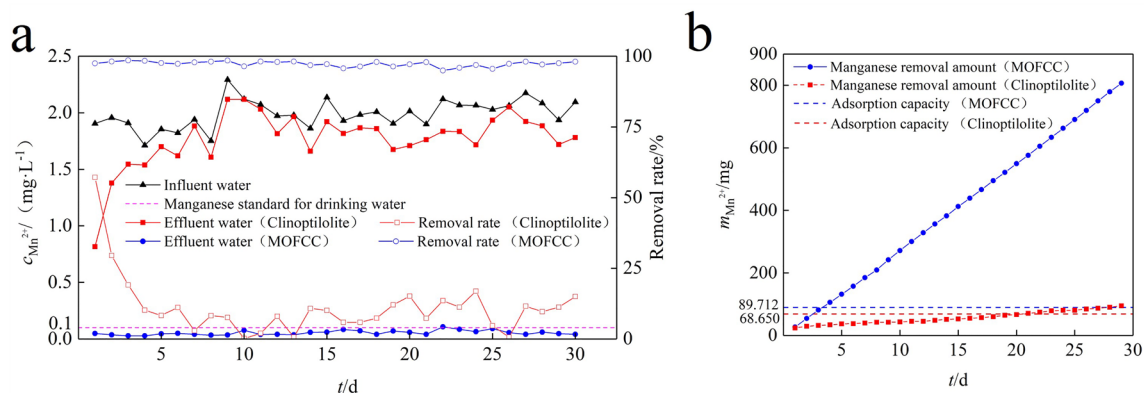 a
2.5
2.0
1.5
1.0
0.5
0.1
0.0
c Mn2+/（mg·L-1）
100
75
50
25
0
Removal rate/%
Influent water
Manganese standard for drinking water
Effluent water（Clinoptilolite）
Removal rate （Clinoptilolite）
Effluent water（MOFCC）
Removal rate（MOFCC）
5 10 15 20 25 30
t/d
b
900
800
600
400
200
89.712
68.650
0
m Mn2+/mg
Manganese removal amount（MOFCC）
Manganese removal amount（Clinoptilolite）
Adsorption capacity （MOFCC）
Adsorption capacity （Clinoptilolite）
5 10 15 20 25 30
t/d